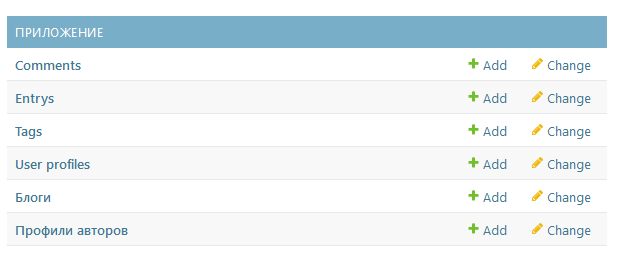 ПРИЛОЖЕНИЕ
Comments Add Change
Entrys Add Change
Tags Add Change
User profiles Add Change
Блоги Add Change
Профили авторов Add Change